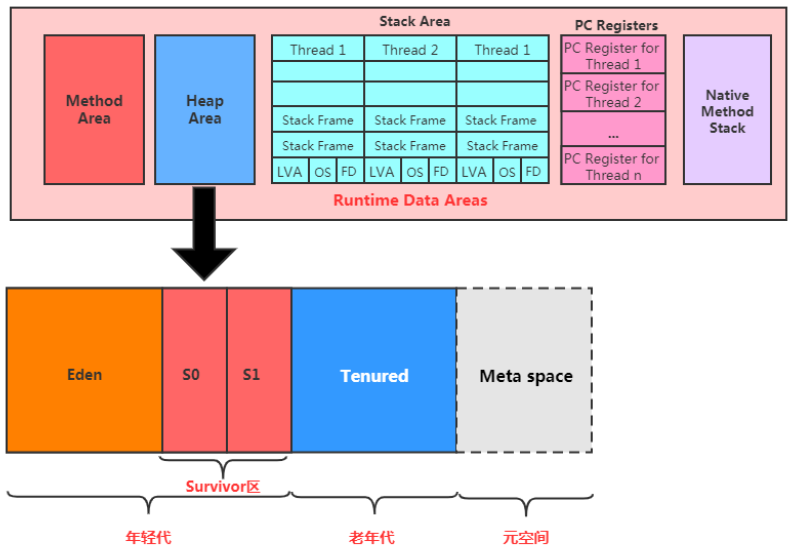 Stack Area
PC Registers
Method
Area
Heap
Area
Thread 1 Thread 2 Thread 1
Stack Frame Stack Frame Stack Frame
Stack Frame Stack Frame Stack Frame
LVA OS FD LVA OS FD LVA OS FD
PC Register for
Thread 1
PC Register for
Thread 2
...
PC Register for
Thread n
Native
Method
Stack
Runtime Data Areas
Eden
S0
S1
Tenured
Meta space
Survivor区
年轻代
老年代
元空间